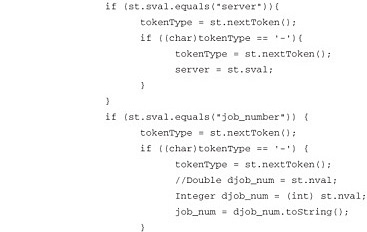 if (st.sval.equals("server")){
tokenType = st.nextToken();
if ((char)tokenType == '-'){
tokenType = st.nextToken();
server = st.sval;
}
}
if (st.sval.equals("job_number")) {
tokenType = st.nextToken();
if ((char)tokenType == '-') {
tokenType = st.nextToken();
//Double djob_num = st.nval;
Integer djob_num = (int) st.nval;
job_num = djob_num.toString();
}